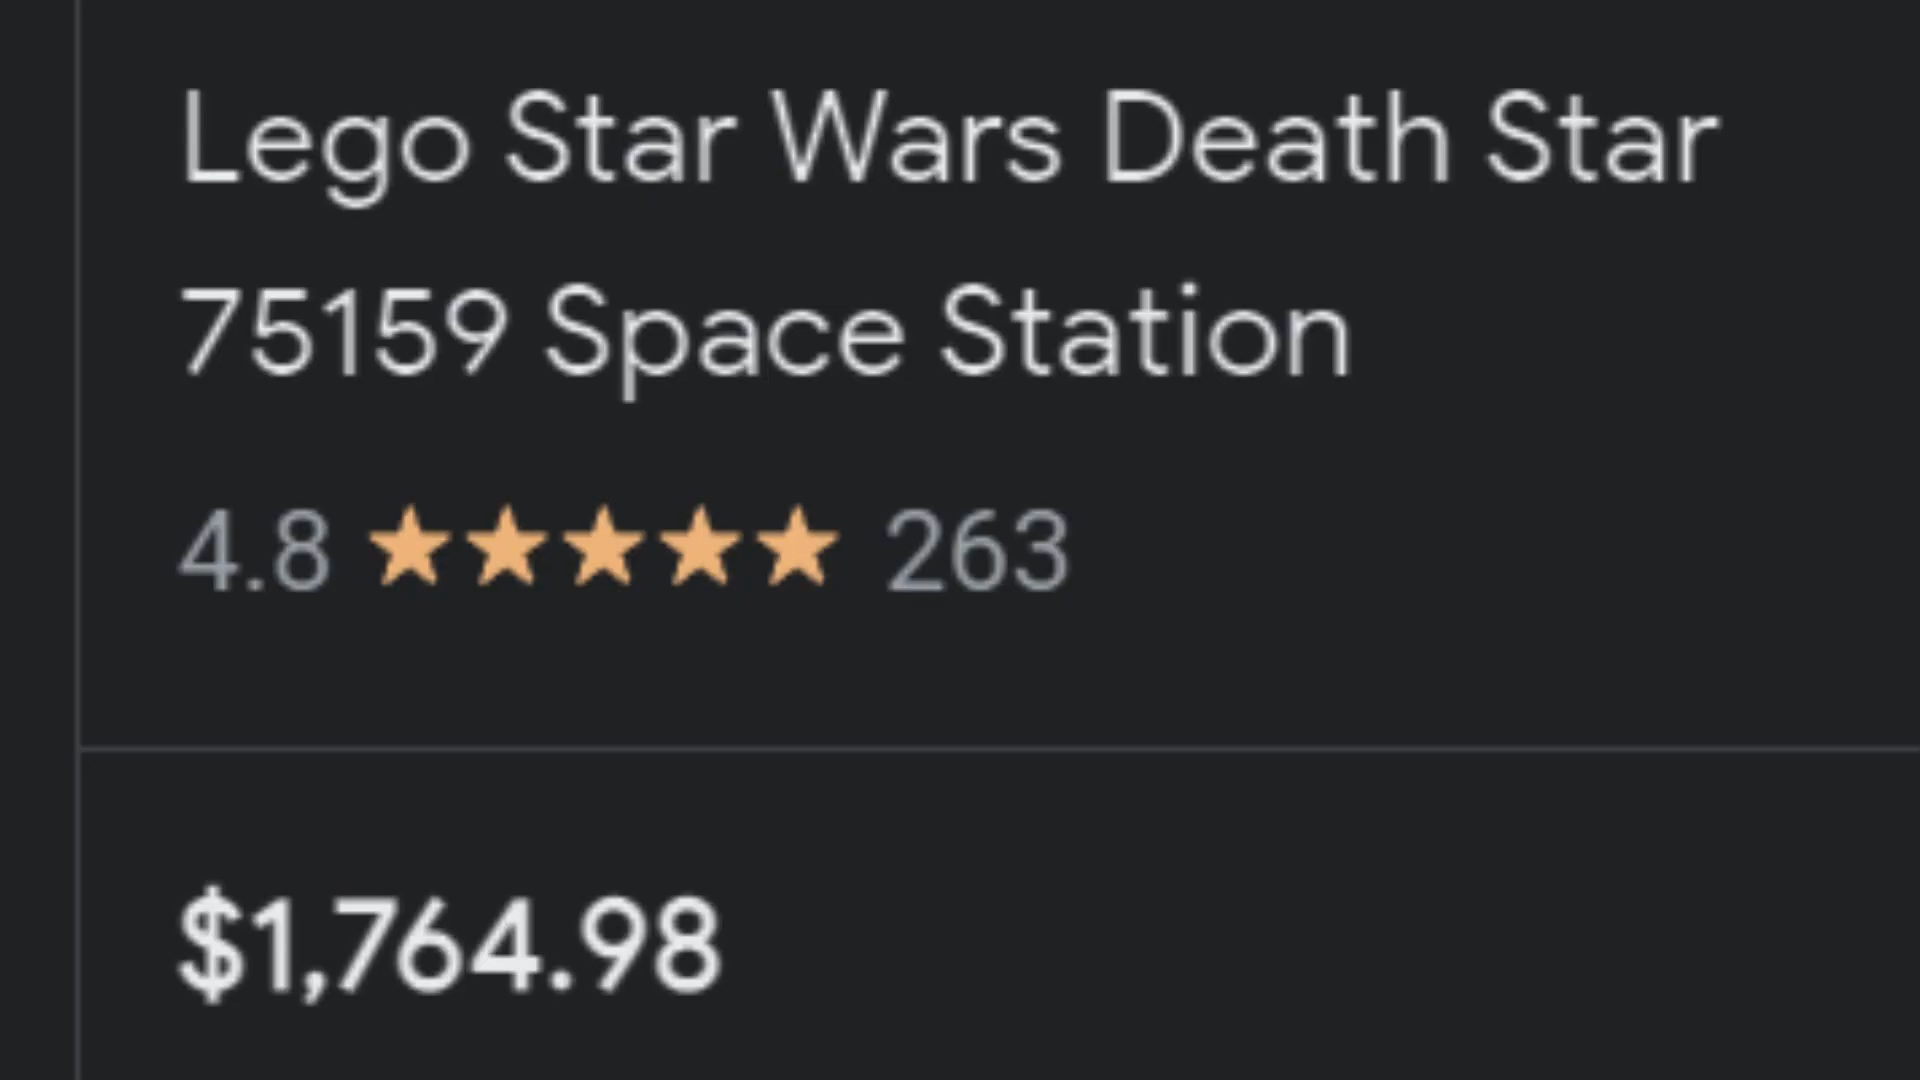 Lego Star Wars Death Star
75159 Space Station
4.8 ★★★★★ 263
$1,764.98